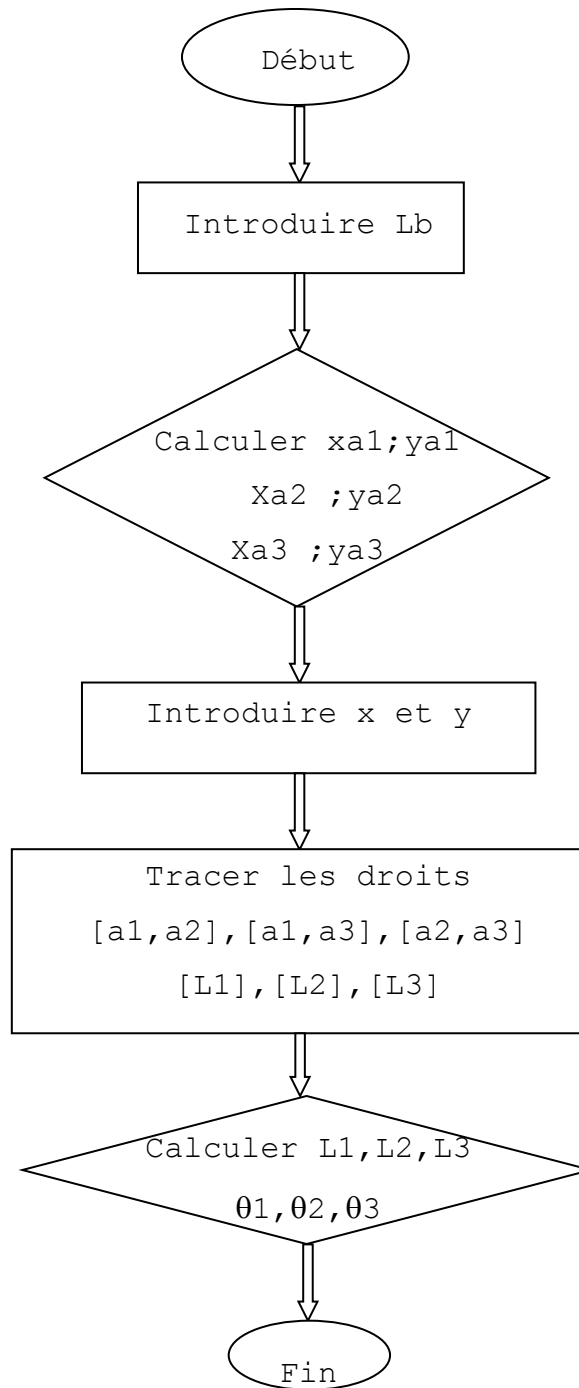 Début
Introduire Lb
Calculer xa1;ya1
Xa2 ;ya2
Xa3 ;ya3
Introduire x et y
Tracer les droits
[a1,a2],[a1,a3],[a2,a3]
[L1],[L2],[L3]
Calculer L1,L2,L3
θ1,θ2,θ3
Fin